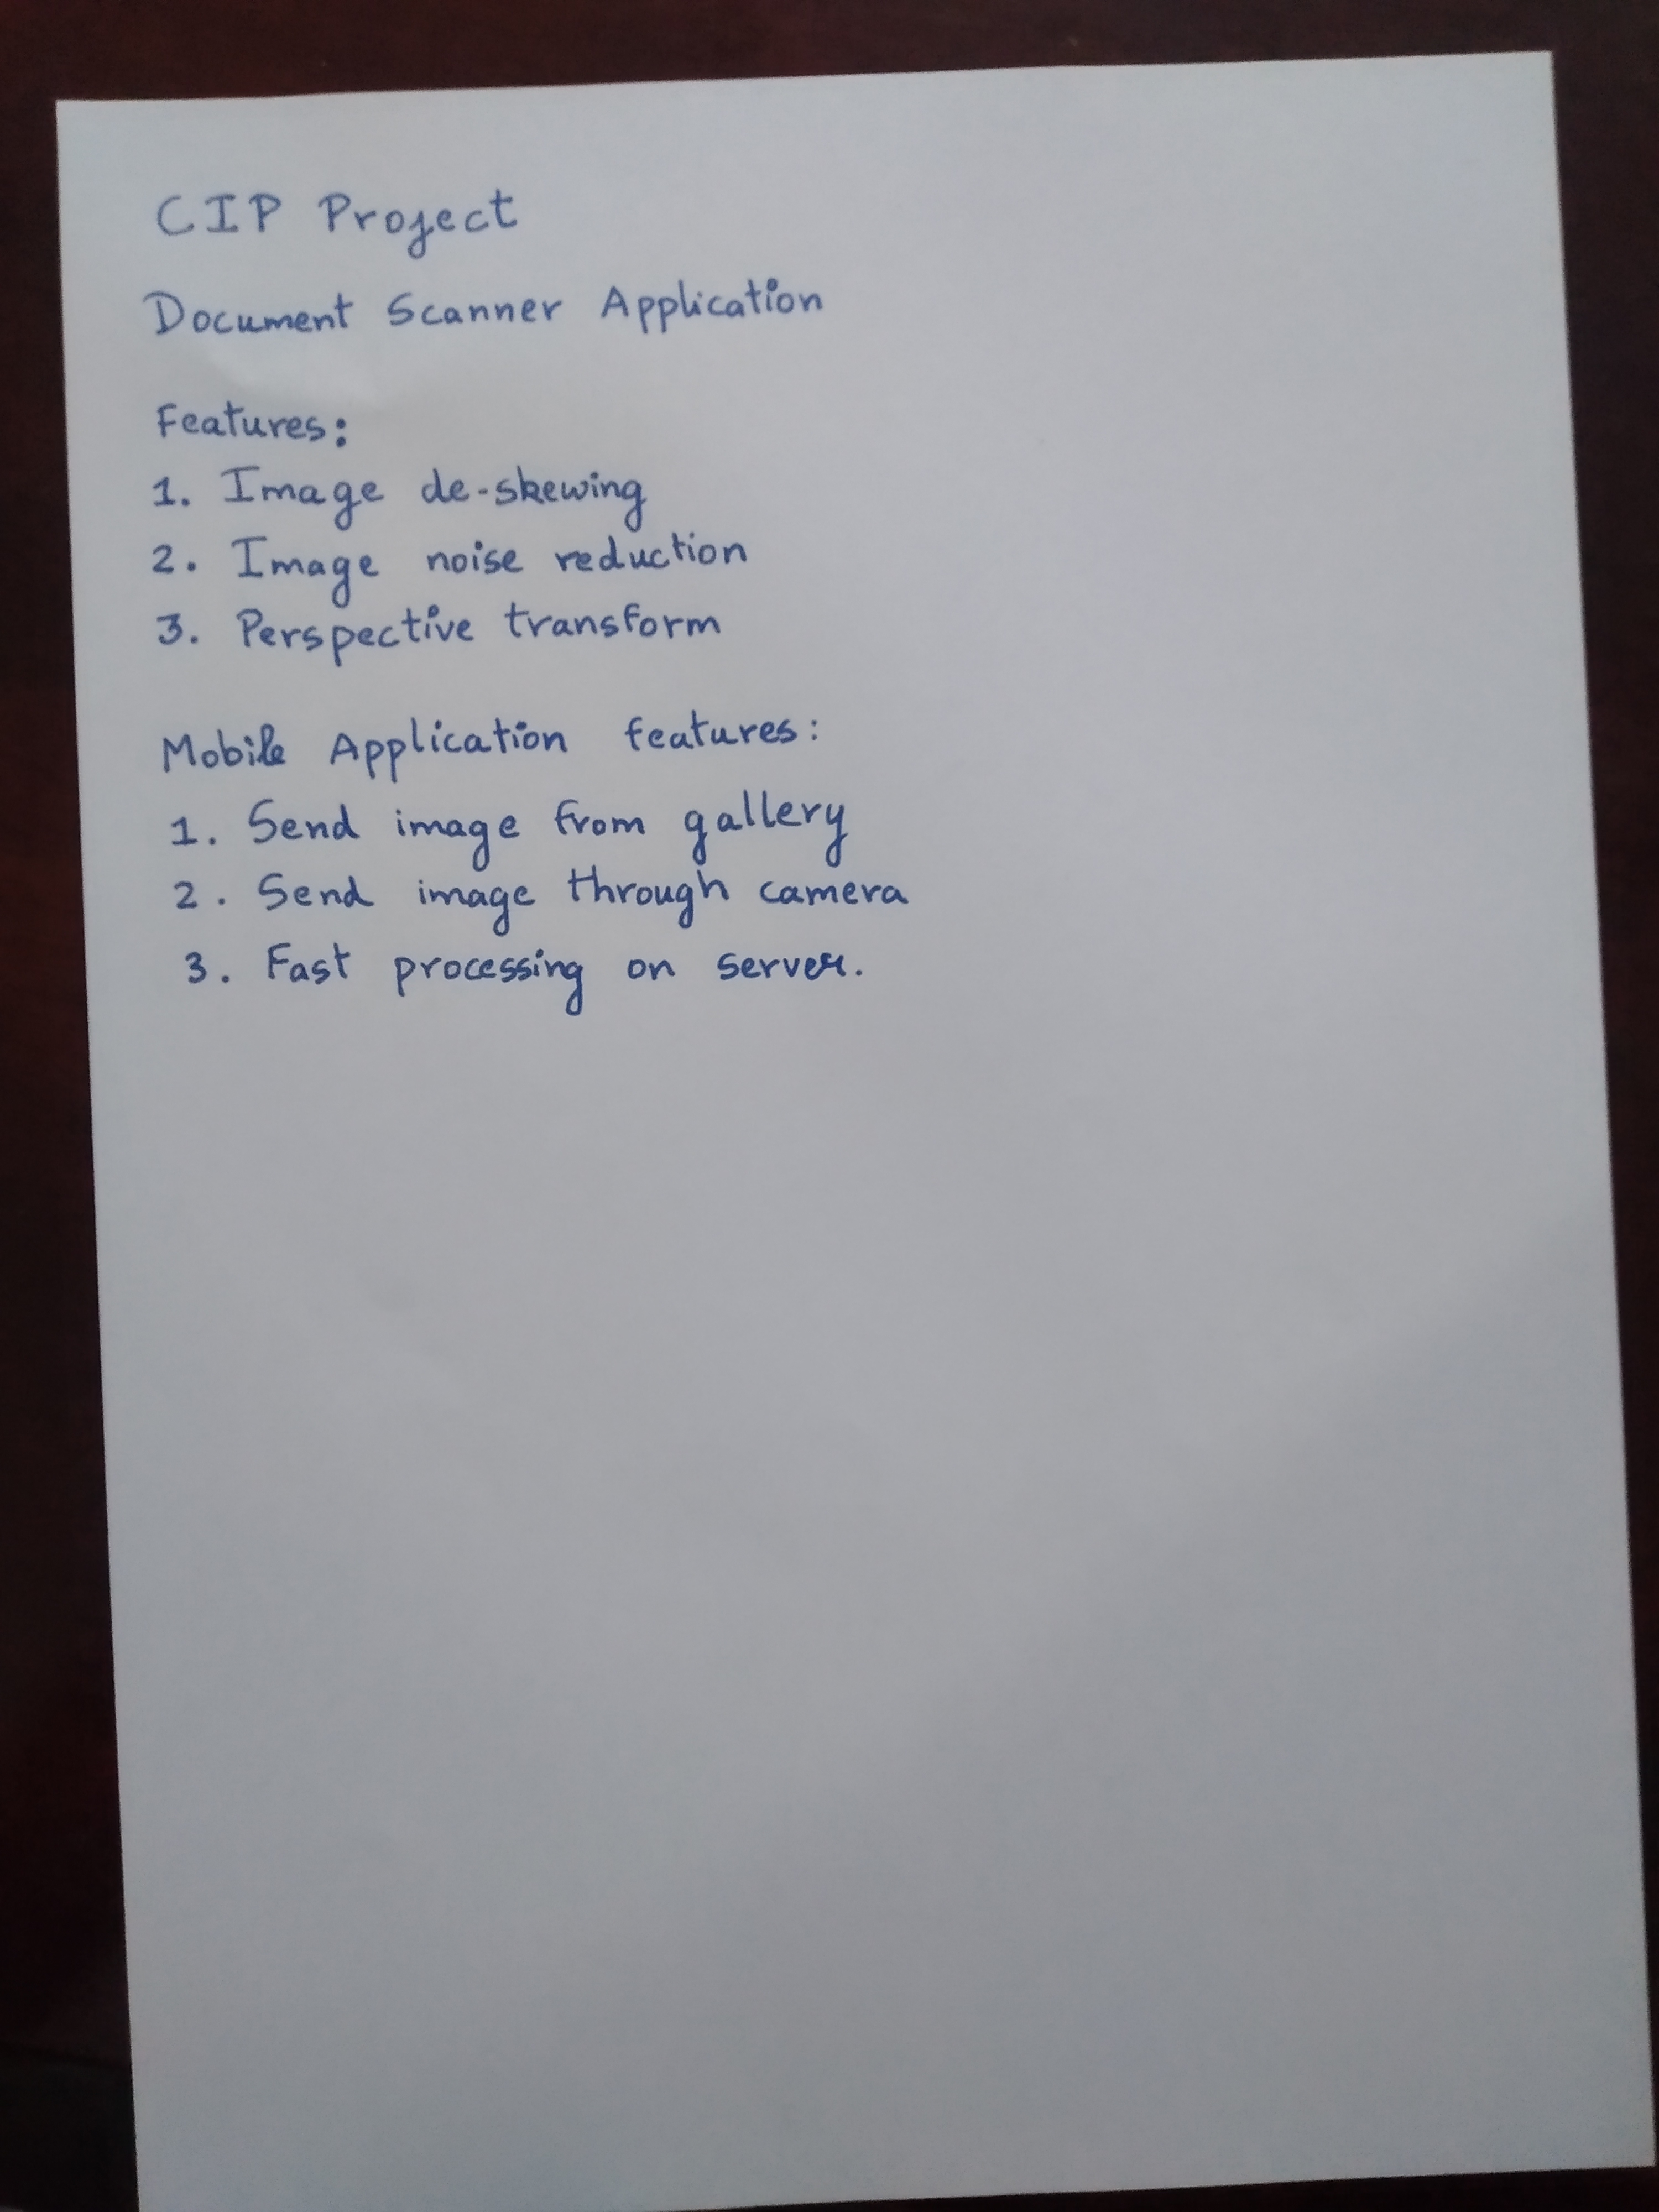 CIP Project
Document Scanner Application
Features:
1. Image de-skewing
2. Image noise reduction
3. Perspective transform
Mobile Application features:
1. Send image from gallery
2. Send image through camera
3. Fast processing on server.